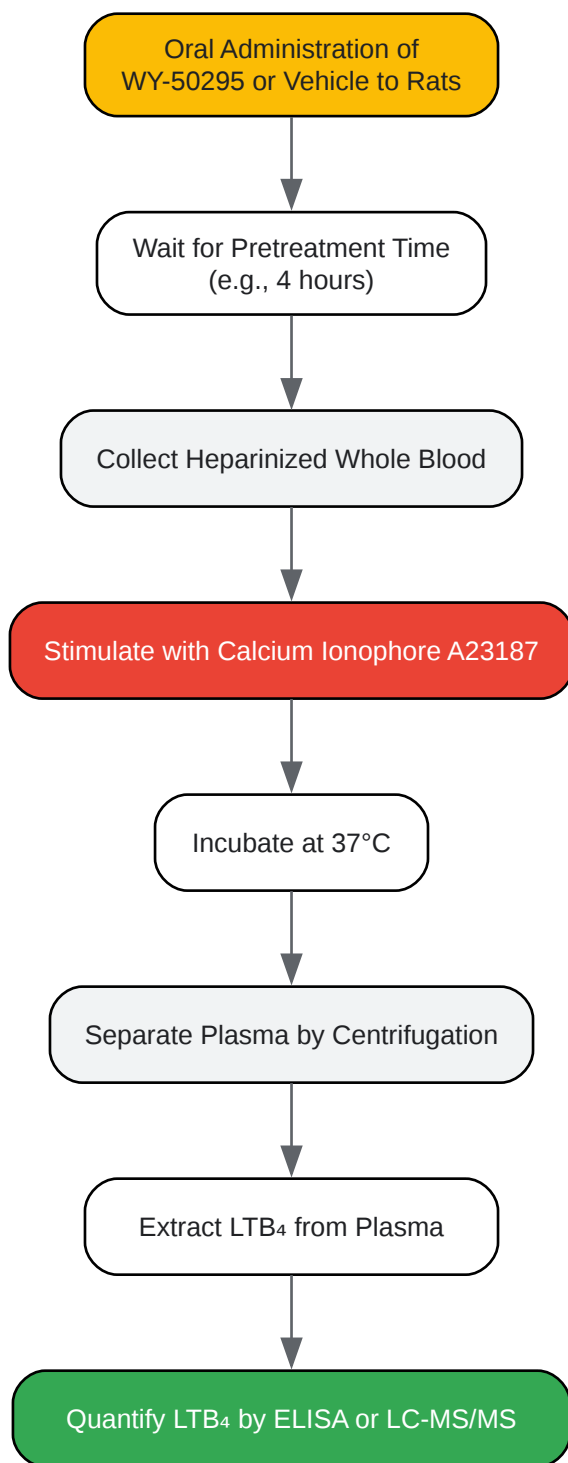 Oral Administration of
WY-50295 or Vehicle to Rats
Wait for Pretreatment Time
(e.g., 4 hours)
Collect Heparinized Whole Blood
Stimulate with Calcium Ionophore A23187
Incubate at 37°C
Separate Plasma by Centrifugation
Extract LTB₄ from Plasma
Quantify LTB₄ by ELISA or LC-MS/MS